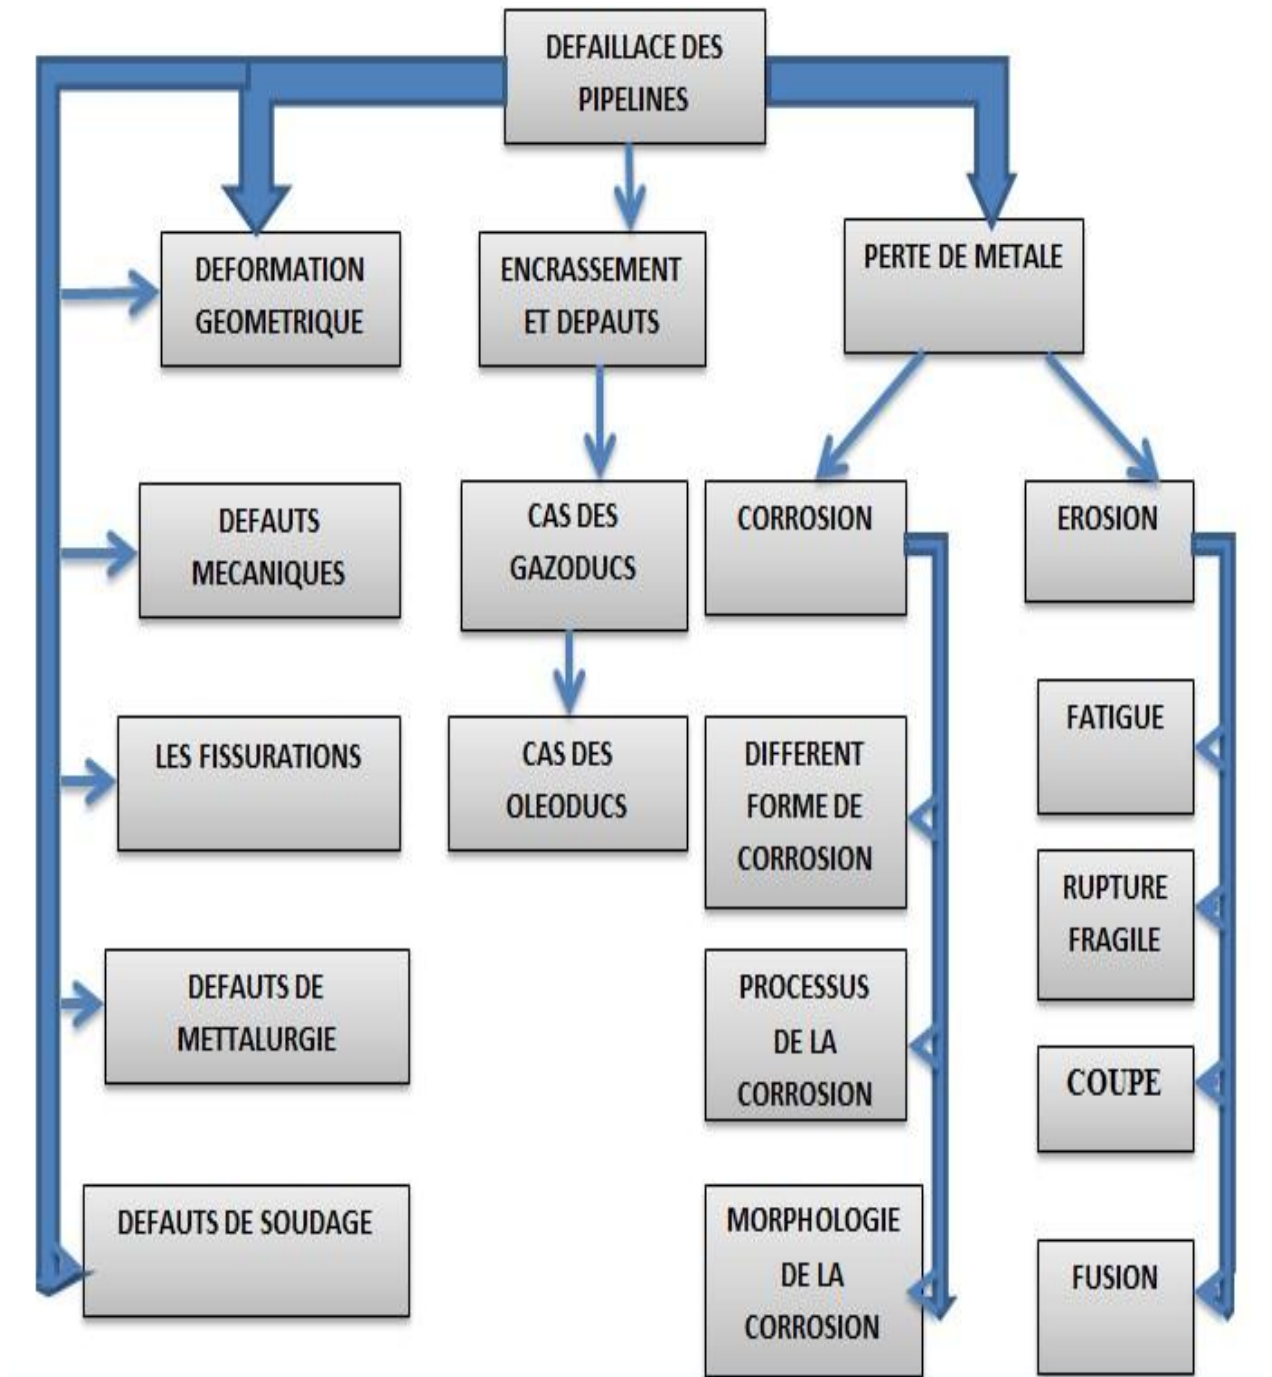 DEFAILLACE DES
PIPELINES
DEFORMATION
GEOMETRIQUE
ENCRASSEMENT
ET DEPAUTS
PERTE DE METALE
DEFAUTS
MECANIQUES
CAS DES
GAZODUCS
CORROSION
EROSION
LES FISSURATIONS
CAS DES
OLEODUCS
DIFFERENT
FORME DE
CORROSION
FATIGUE
RUPTURE
FRAGILE
DEFAUTS DE
METTALURGIE
PROCESSUS
DE LA
CORROSION
COUPE
DEFAUTS DE SOUDAGE
MORPHOLOGIE
DE LA
CORROSION
FUSION